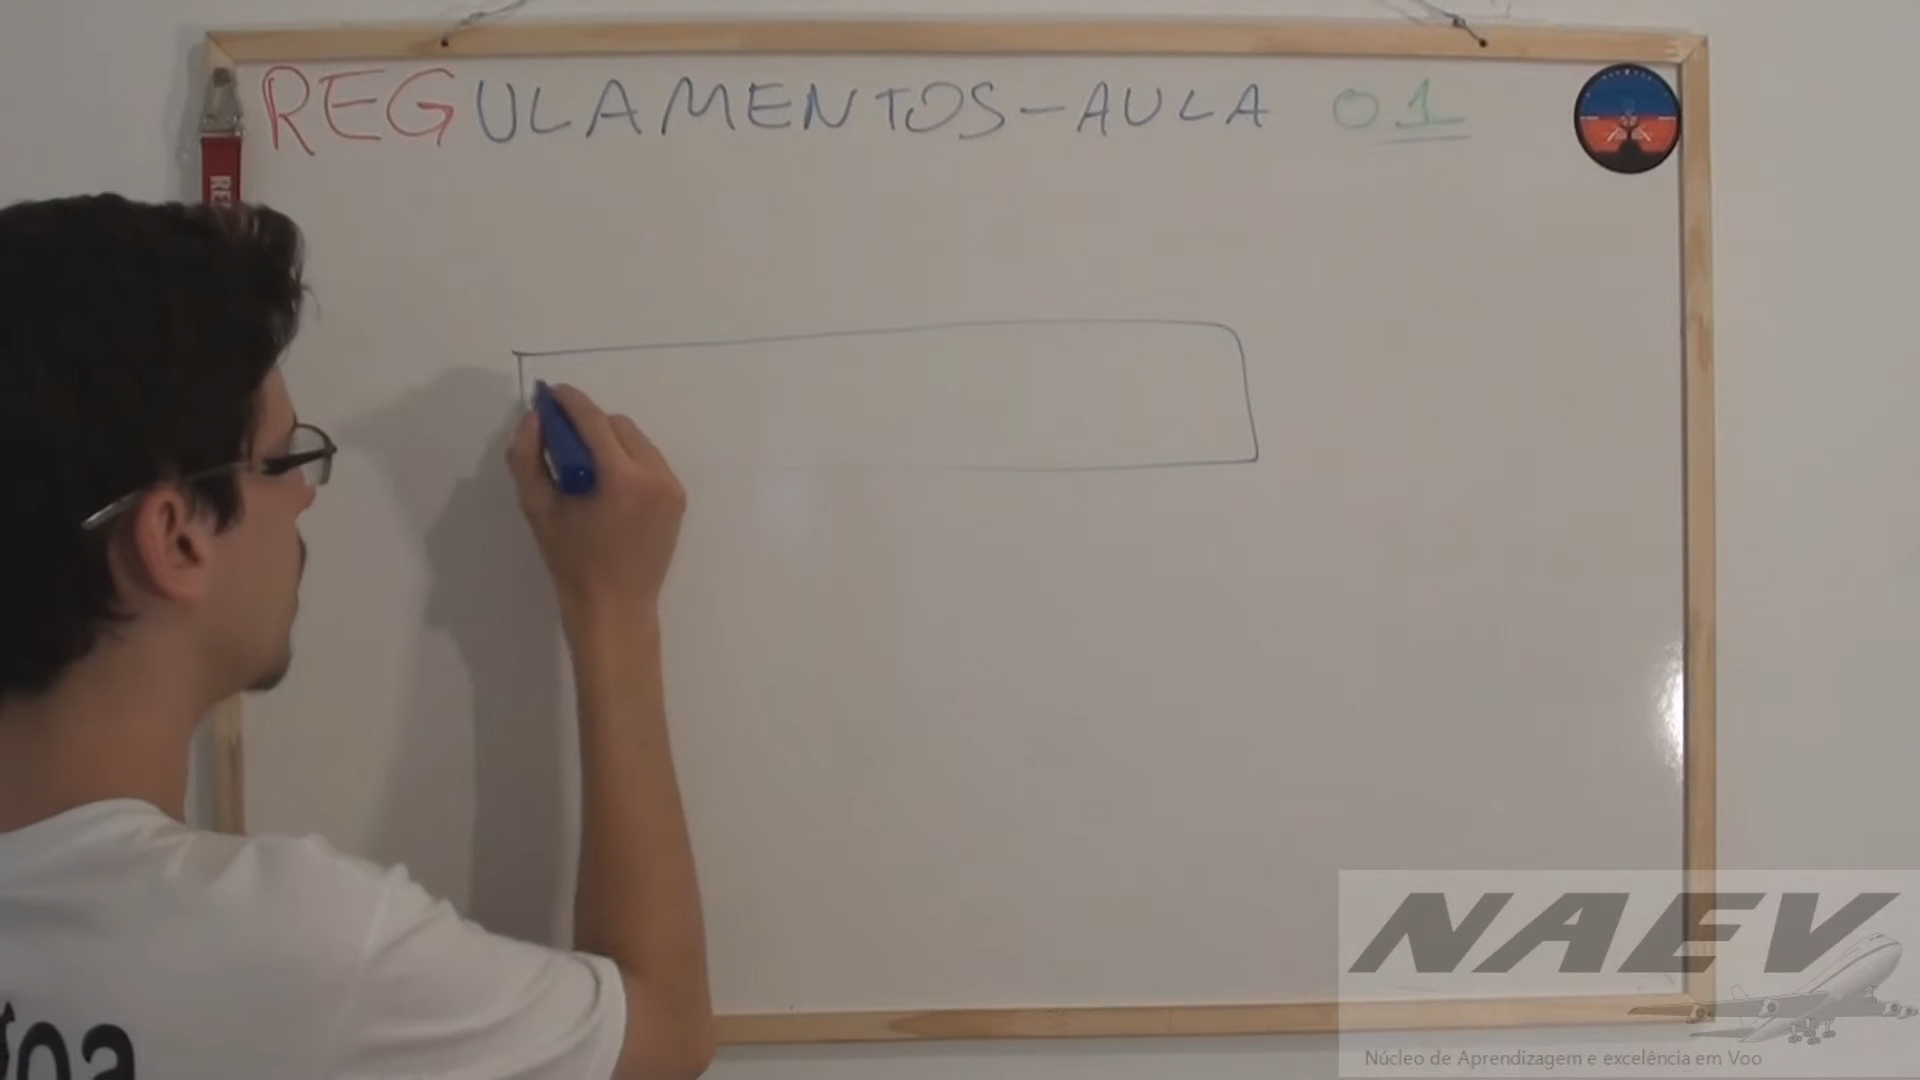 REGULAMENTOS-AULA 01
NAEV
Núcleo de Aprendizagem e excelência em Voo